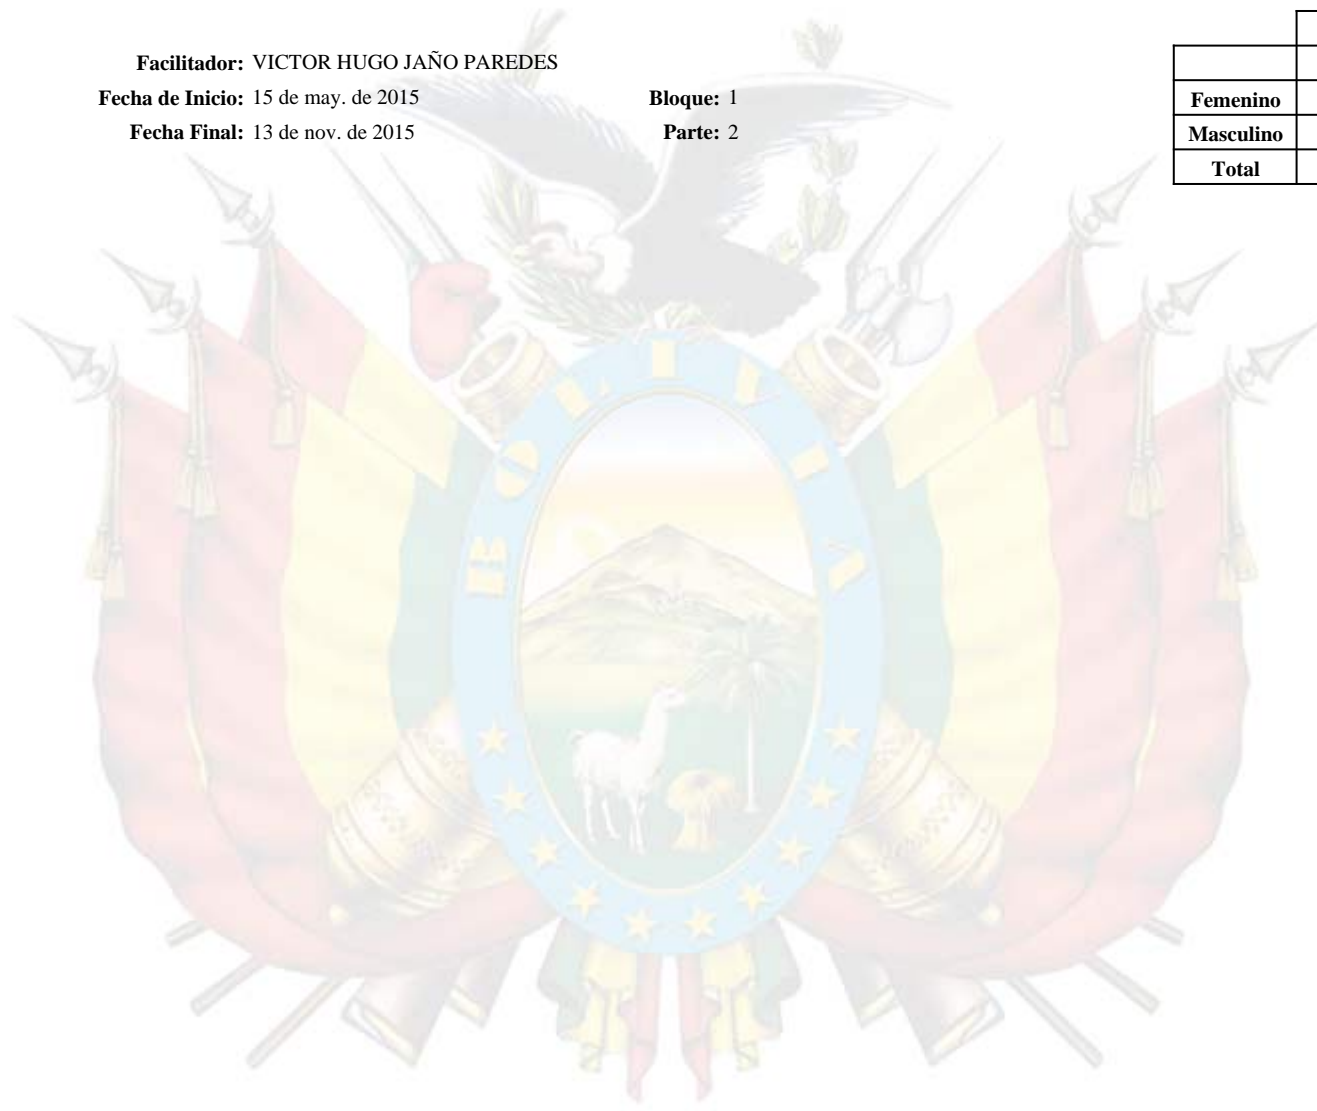 Facilitador: VICTOR HUGO JAÑO PAREDES
Fecha de Inicio: 15 de may. de 2015 Bloque: 1
Fecha Final: 13 de nov. de 2015 Parte: 2
Femenino
Masculino
Total
BOLIVIA